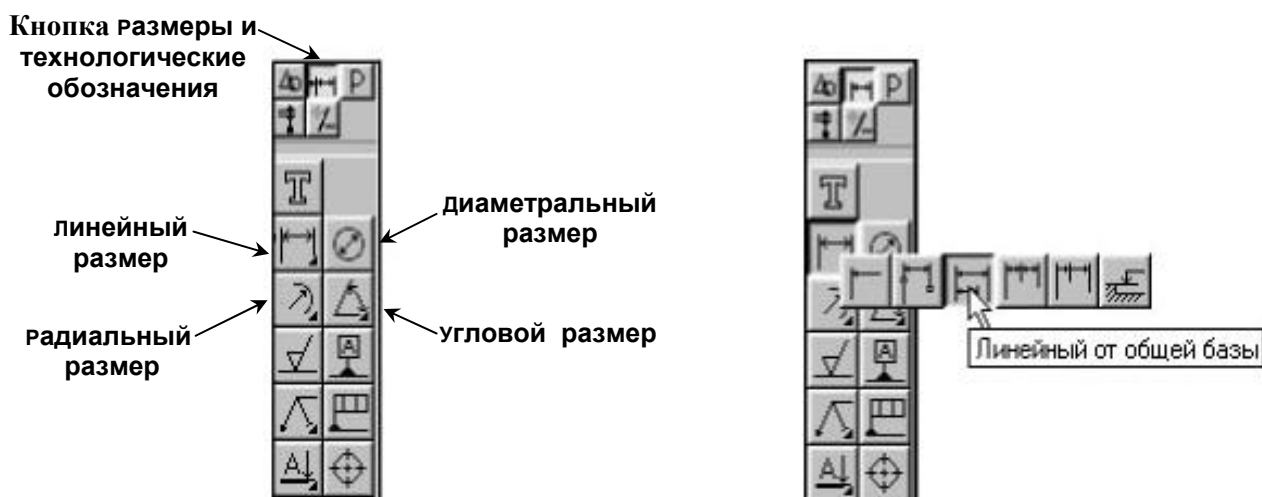 Кнопка Размеры и
технологические
обозначения
Р
Р
Т
Т
Линейный
размер
Диаметральный
размер
Радиальный
размер
Угловой размер
А
А
А
А
Линейный от общей базы